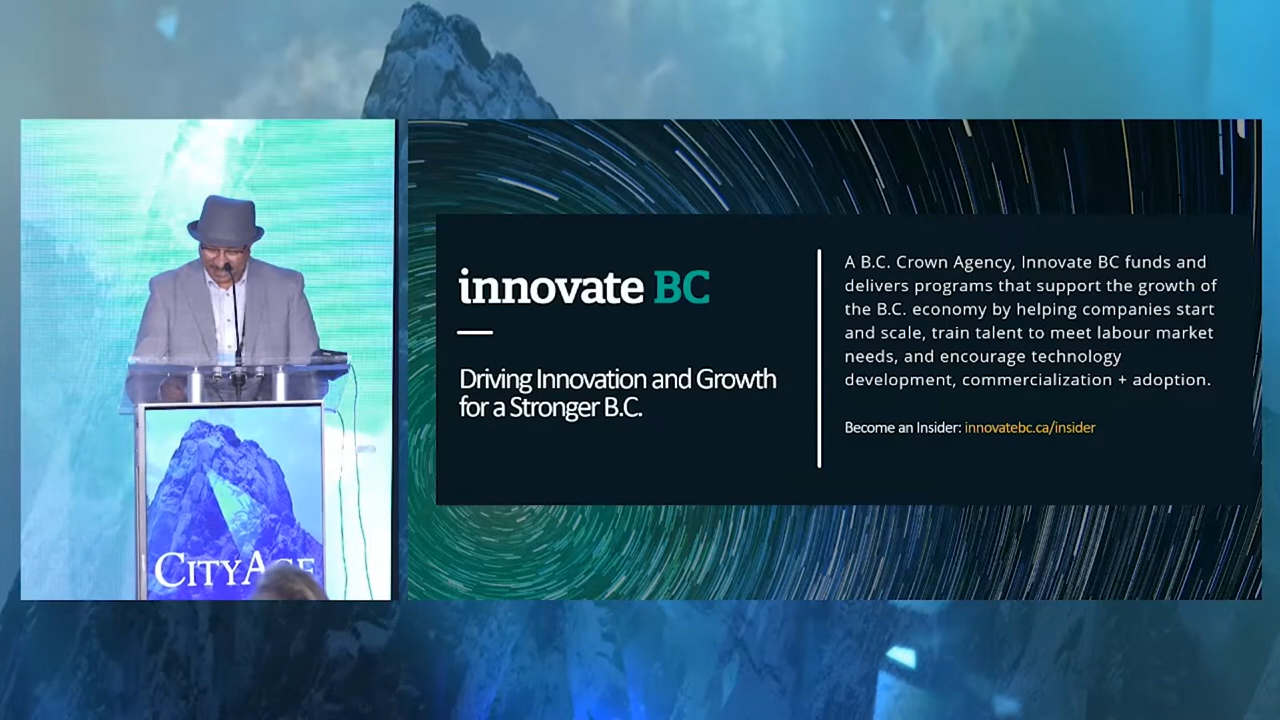 CITYAGE
innovate BC
Driving Innovation and Growth
for a Stronger B.C.
A B.C. Crown Agency, Innovate BC funds and
delivers programs that support the growth of
the B.C. economy by helping companies start
and scale, train talent to meet labour market
needs, and encourage technology
development, commercialization + adoption.
Become an Insider: innovatebc.ca/insider